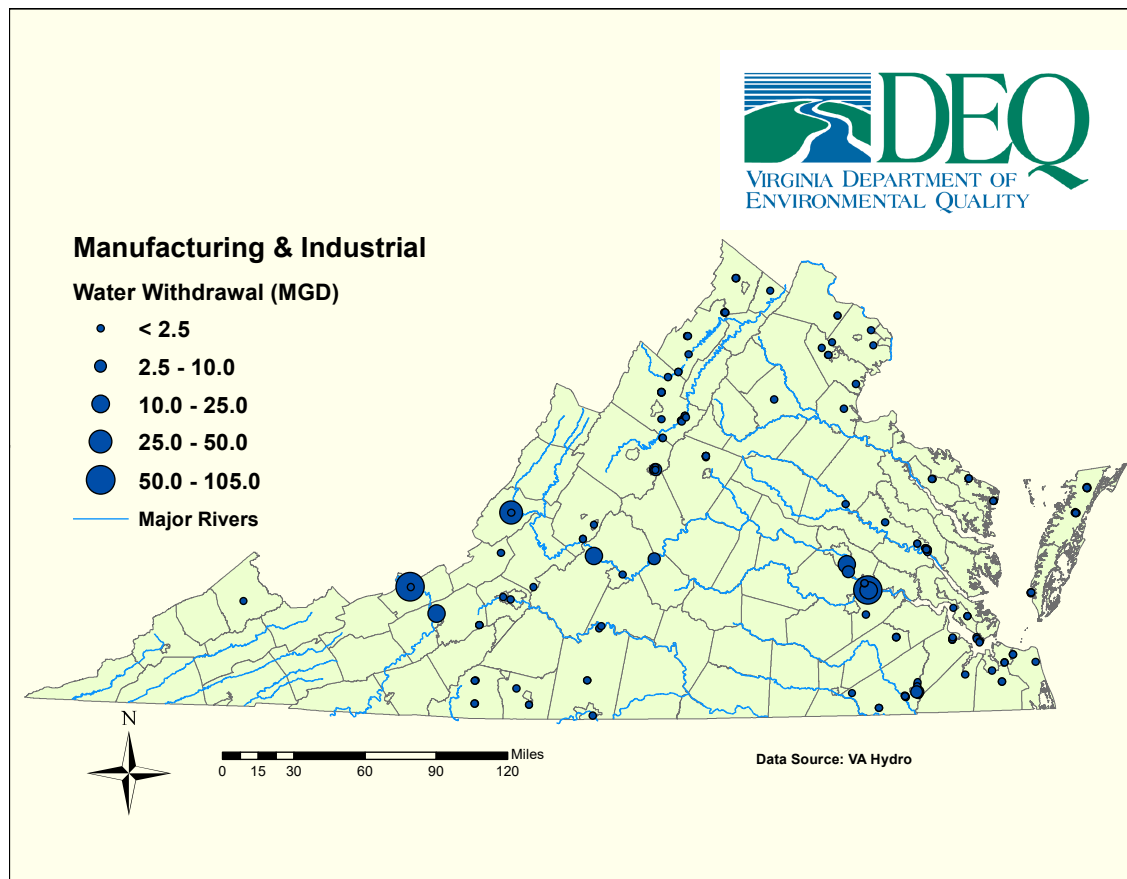 DEQ
VIRGINIA DEPARTMENT OF
ENVIRONMENTAL QUALITY
Manufacturing & Industrial
Water Withdrawal (MGD)
< 2.5
2.5 - 10.0
10.0 - 25.0
25.0 - 50.0
50.0 - 105.0
Major Rivers
N
Miles
0 15 30 60 90 120
Data Source: VA Hydro